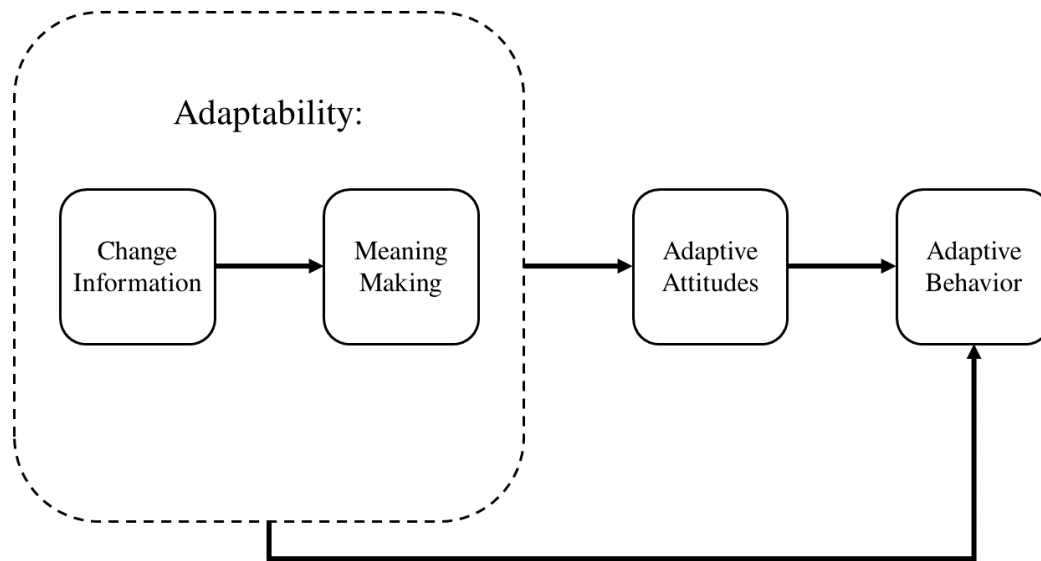 Adaptability:
Change
Information
Meaning
Making
Adaptive
Attitudes
Adaptive
Behavior